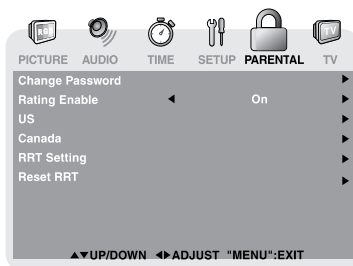 PICTURE AUDIO TIME SETUP PARENTAL TV
Change Password
Rating Enable ◀ On ▶
US ▶
Canada ▶
RRT Setting ▶
Reset RRT ▶
▲▼UP/DOWN ◀▶ADJUST "MENU":EXIT